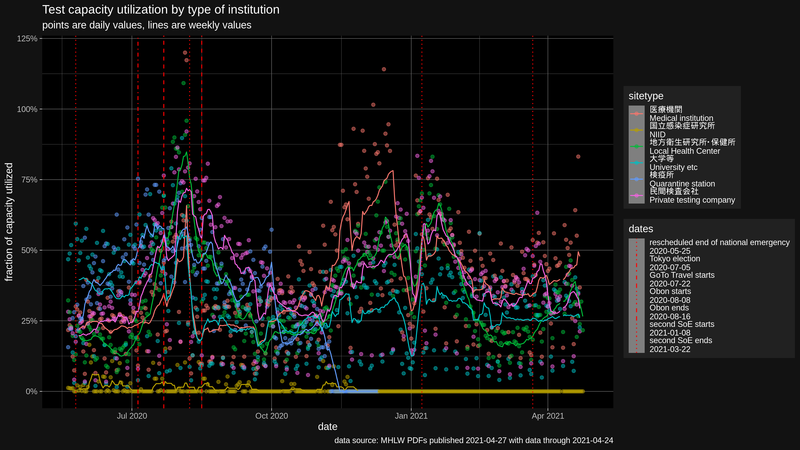 Test capacity utilization by type of institution
points are daily values, lines are weekly values
125%
100%
75%
50%
25%
0%
fraction of capacity utilized
Jul 2020
Oct 2020
Jan 2021
Apr 2021
date
data source: MHLW PDFs published 2021-04-27 with data through 2021-04-24
sitetype
医療機関
Medical institution
国立感染症研究所
NIID
地方衛生研究所・保健所
Local Health Center
大学等
University etc
検疫所
Quarantine station
民間検査会社
Private testing company
dates
rescheduled end of national emergency
2020-05-25
Tokyo election
2020-07-05
GoTo Travel starts
2020-07-22
Obon starts
2020-08-08
Obon ends
2020-08-16
second SoE starts
2021-01-08
second SoE ends
2021-03-22